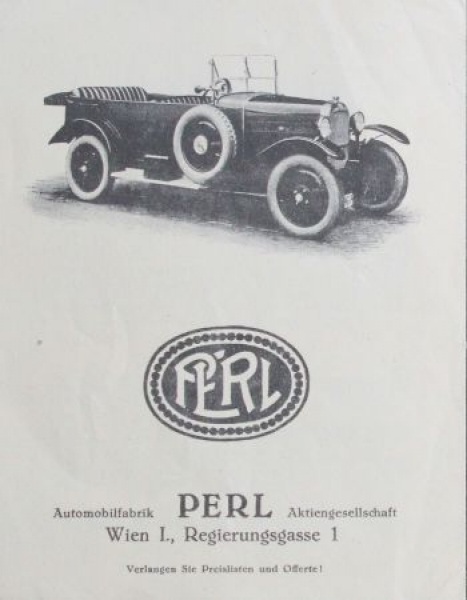 PERL
Automobilfabrik PERL Aktiengesellschaft
Wien I., Regierungsgasse 1
Verlangen Sie Preislisten und Offerte!